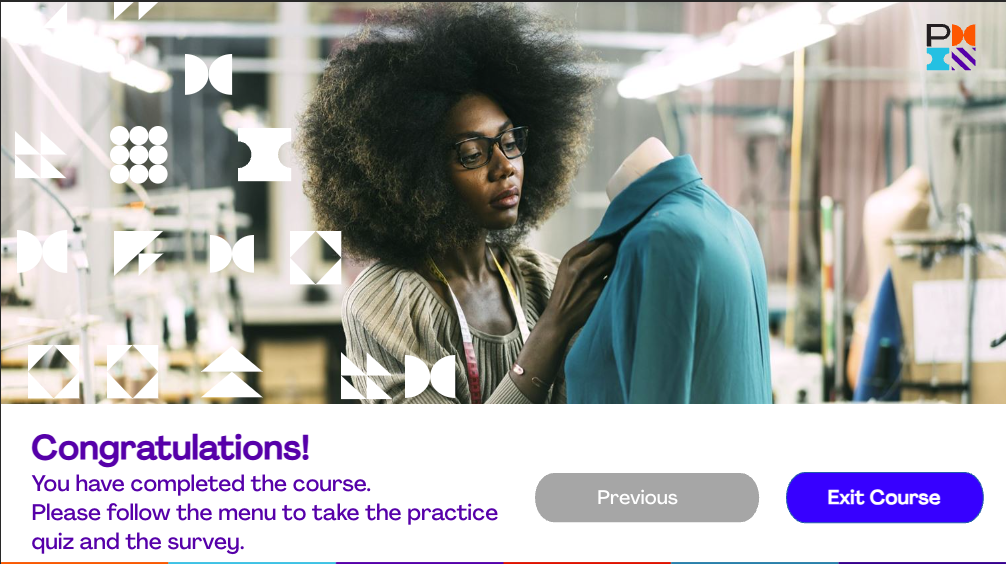 Congratulations!
You have completed the course.
Please follow the menu to take the practice
quiz and the survey.
Previous
Exit Course